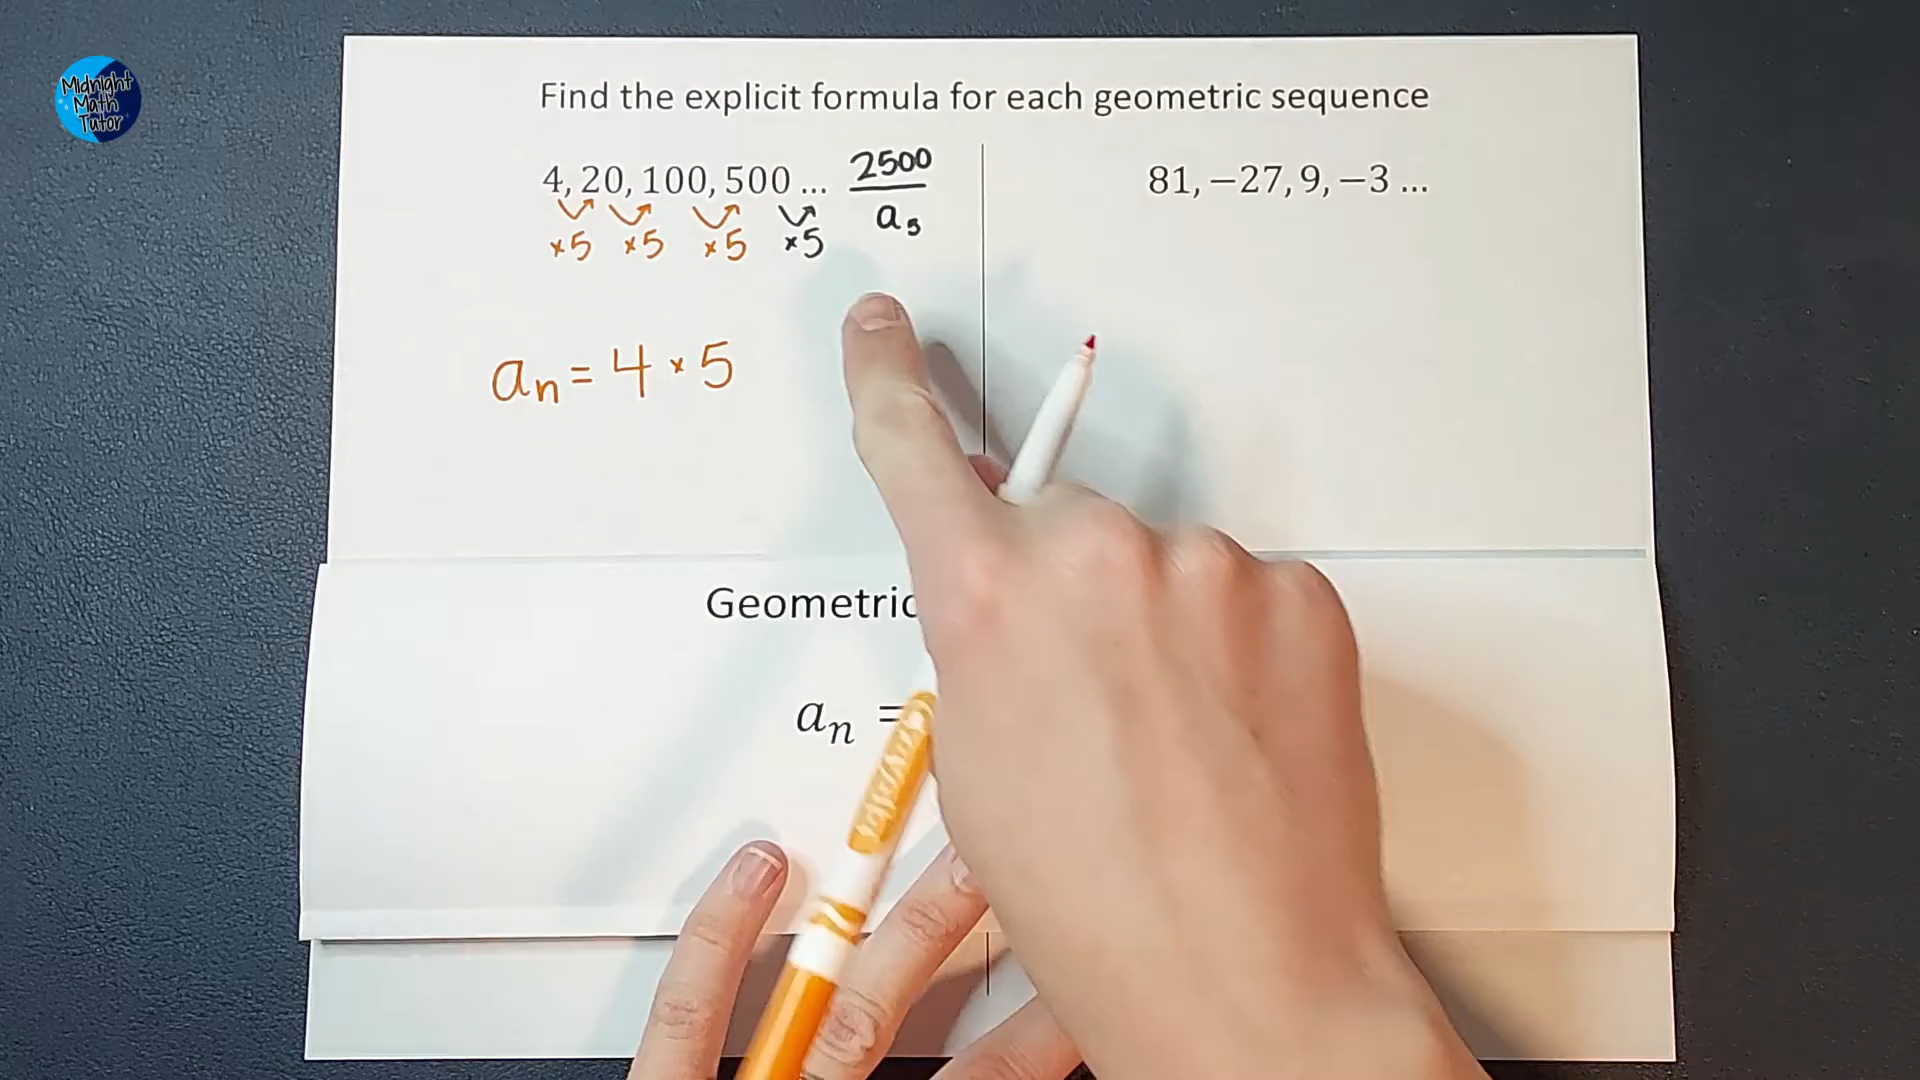 Midnight
Math
Tutor
Find the explicit formula for each geometric sequence
4, 20, 100, 500 ... 2500
a₅
×5 ×5 ×5 ×5
aₙ = 4 × 5
81, −27, 9, −3 ...
Geometric
aₙ =